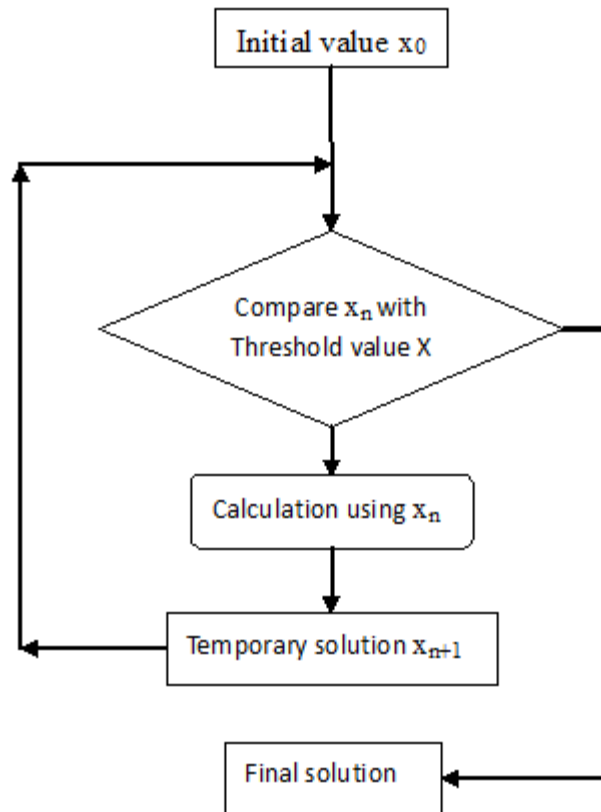 Initial value x₀
Compare xₙ with
Threshold value X
Calculation using xₙ
Temporary solution xₙ₊₁
Final solution